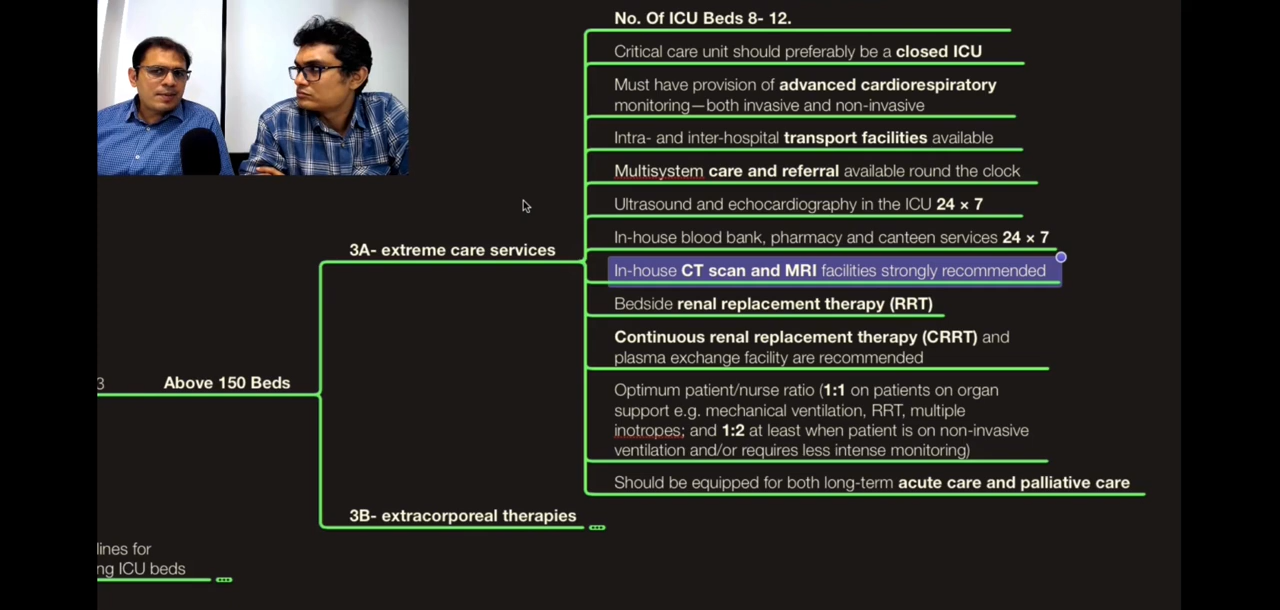 No. Of ICU Beds 8- 12.
Critical care unit should preferably be a closed ICU
Must have provision of advanced cardiorespiratory
monitoring—both invasive and non-invasive
Intra- and inter-hospital transport facilities available
Multisystem care and referral available round the clock
Ultrasound and echocardiography in the ICU 24 × 7
3A- extreme care services
In-house blood bank, pharmacy and canteen services 24 × 7
In-house CT scan and MRI facilities strongly recommended
Bedside renal replacement therapy (RRT)
Continuous renal replacement therapy (CRRT) and
plasma exchange facility are recommended
3 Above 150 Beds
Optimum patient/nurse ratio (1:1 on patients on organ
support e.g. mechanical ventilation, RRT, multiple
inotropes; and 1:2 at least when patient is on non-invasive
ventilation and/or requires less intense monitoring)
Should be equipped for both long-term acute care and palliative care
3B- extracorporeal therapies
lines for
ng ICU beds